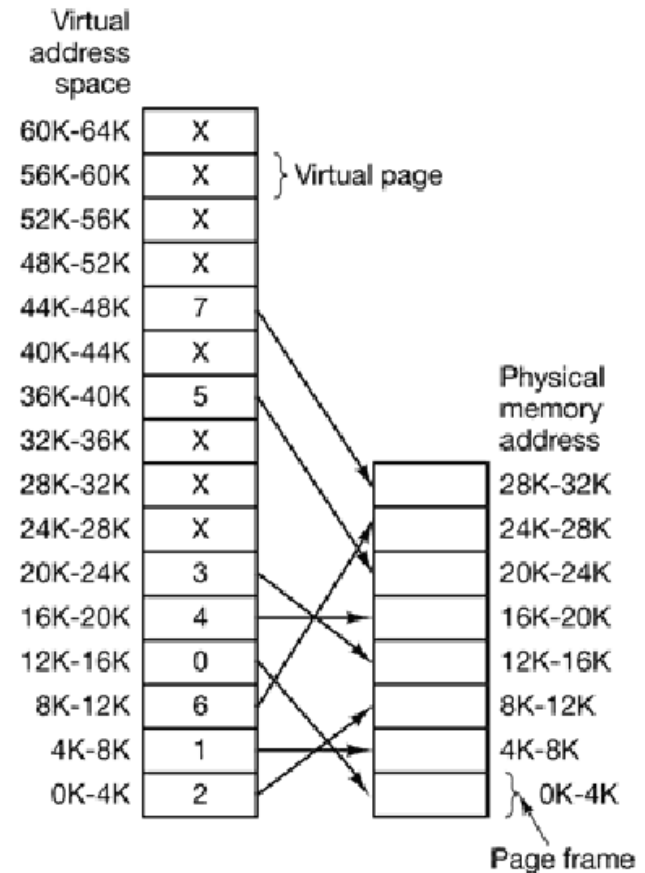 Virtual
address
space
60K-64K X
56K-60K X } Virtual page
52K-56K X
48K-52K X
44K-48K 7
40K-44K X
36K-40K 5
32K-36K X
28K-32K X
24K-28K X
20K-24K 3
16K-20K 4
12K-16K 0
8K-12K 6
4K-8K 1
0K-4K 2
Physical
memory
address
28K-32K
24K-28K
20K-24K
16K-20K
12K-16K
8K-12K
4K-8K
0K-4K
Page frame